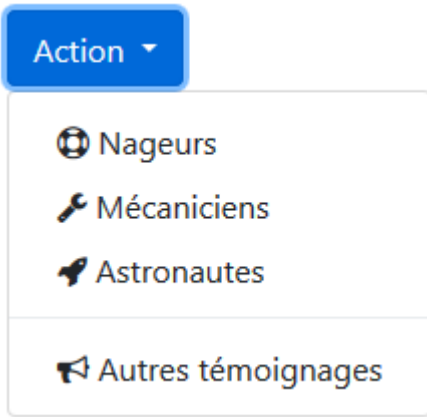 Action
Nageurs
Mécaniciens
Astronautes
Autres témoignages